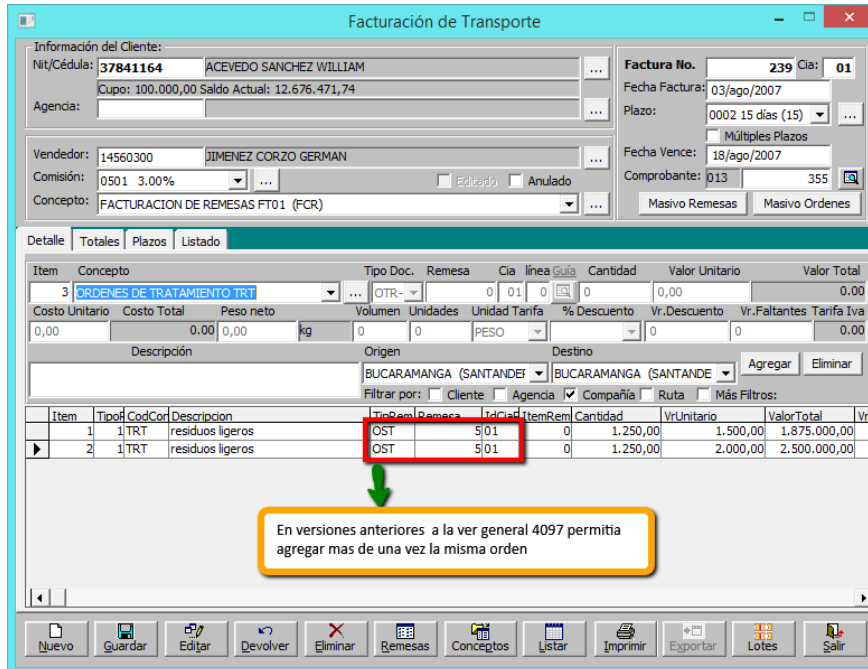 Facturación de Transporte
Información del Cliente:
Nit/Cédula: 37841164 ACEVEDO SANCHEZ WILLIAM ...
Cupo: 100.000,00 Saldo Actual: 12.676.471,74
Agencia: ...
Factura No. 239 Cia: 01
Fecha Factura: 03/ago/2007
Plazo: 0002 15 días (15) ...
Múltiples Plazos
Fecha Vence: 18/ago/2007
Comprobante: 013 355
Masivo Remesas Masivo Ordenes
Vendedor: 14560300 JIMENEZ CORZO GERMAN ...
Comisión: 0501 3.00% ... Editado Anulado
Concepto: FACTURACION DE REMESAS FT01 (FCR) ...
Detalle Totales Plazos Listado
Item Concepto Tipo Doc. Remesa Cia línea Guía Cantidad Valor Unitario Valor Total
3 ORDENES DE TRATAMIENTO TRT ... OTR- 0 01 0 0 0,00 0.00
Costo Unitario Costo Total Peso neto Volumen Unidades Unidad Tarifa % Descuento Vr.Descuento Vr.Faltantes Tarifa Iva
0,00 0.00 0,00 kg 0 0 PESO 0 0 0.00
Descripción Origen Destino
BUCARAMANGA (SANTANDER BUCARAMANGA (SANTANDE Agregar Eliminar
Filtrar por: Cliente Agencia Compañía Ruta Más Filtros:
Item TipoR CodCor Descripcion TipRem Remesa IdCiaR ItemRem Cantidad VrUnitario ValorTotal Vr
1 1 TRT residuos ligeros OST 5 01 0 1.250,00 1.500,00 1.875.000,00
2 1 TRT residuos ligeros OST 5 01 0 1.250,00 2.000,00 2.500.000,00
En versiones anteriores a la ver general 4097 permitia
agregar mas de una vez la misma orden
Nuevo Guardar Editar Devolver Eliminar Remesas Conceptos Listar Imprimir Exportar Lotes Salir